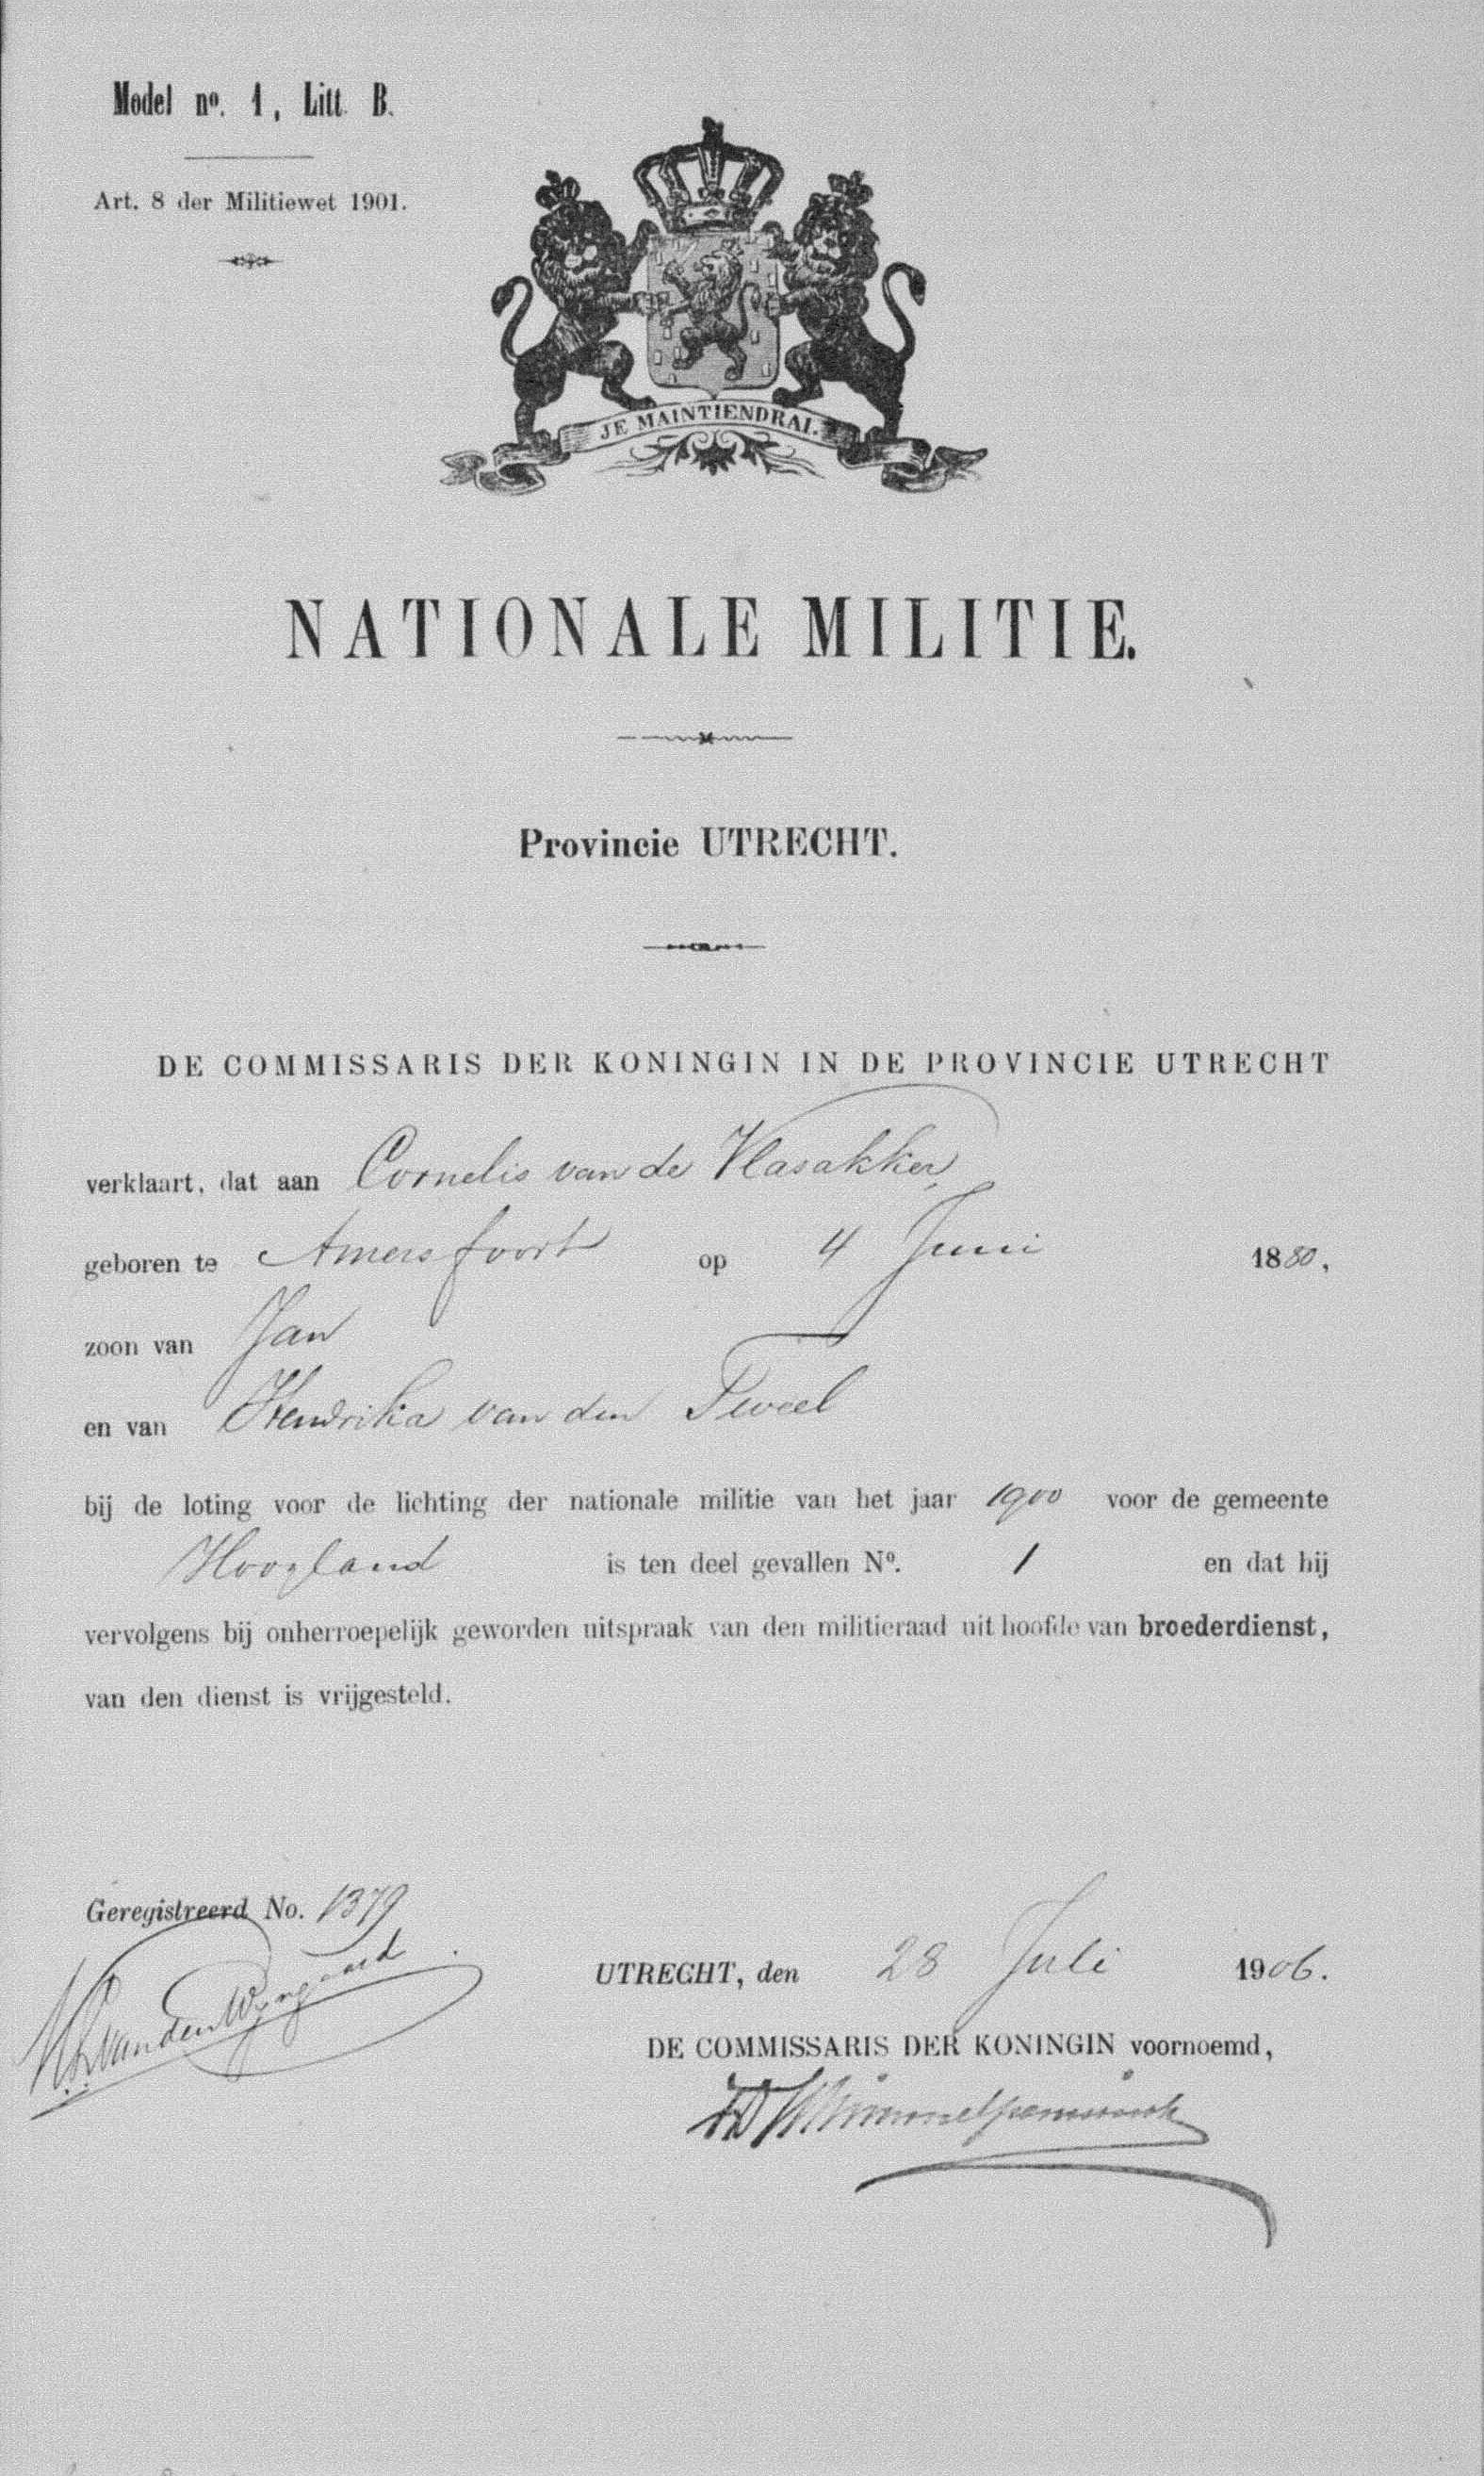 Model nº. 1, Litt. B.
Art. 8 der Militiewet 1901.
JE MAINTIENDRAI.
NATIONALE MILITIE.
Provincie UTRECHT.
DE COMMISSARIS DER KONINGIN IN DE PROVINCIE UTRECHT
verklaart, dat aan Cornelis van de Vlasakker,
geboren te Amersfoort op 4 Juni 1880,
zoon van Jan
en van Hendrika van den Tweel
bij de loting voor de lichting der nationale militie van het jaar 1900 voor de gemeente
Hoogland is ten deel gevallen Nº. 1 en dat hij
vervolgens bij onherroepelijk geworden uitspraak van den militieraad uit hoofde van broederdienst,
van den dienst is vrijgesteld.
Geregistreerd No. 1379
van den Wyngaard
UTRECHT, den 28 Juli 1906.
DE COMMISSARIS DER KONINGIN voornoemd,
Schimmelpenninck